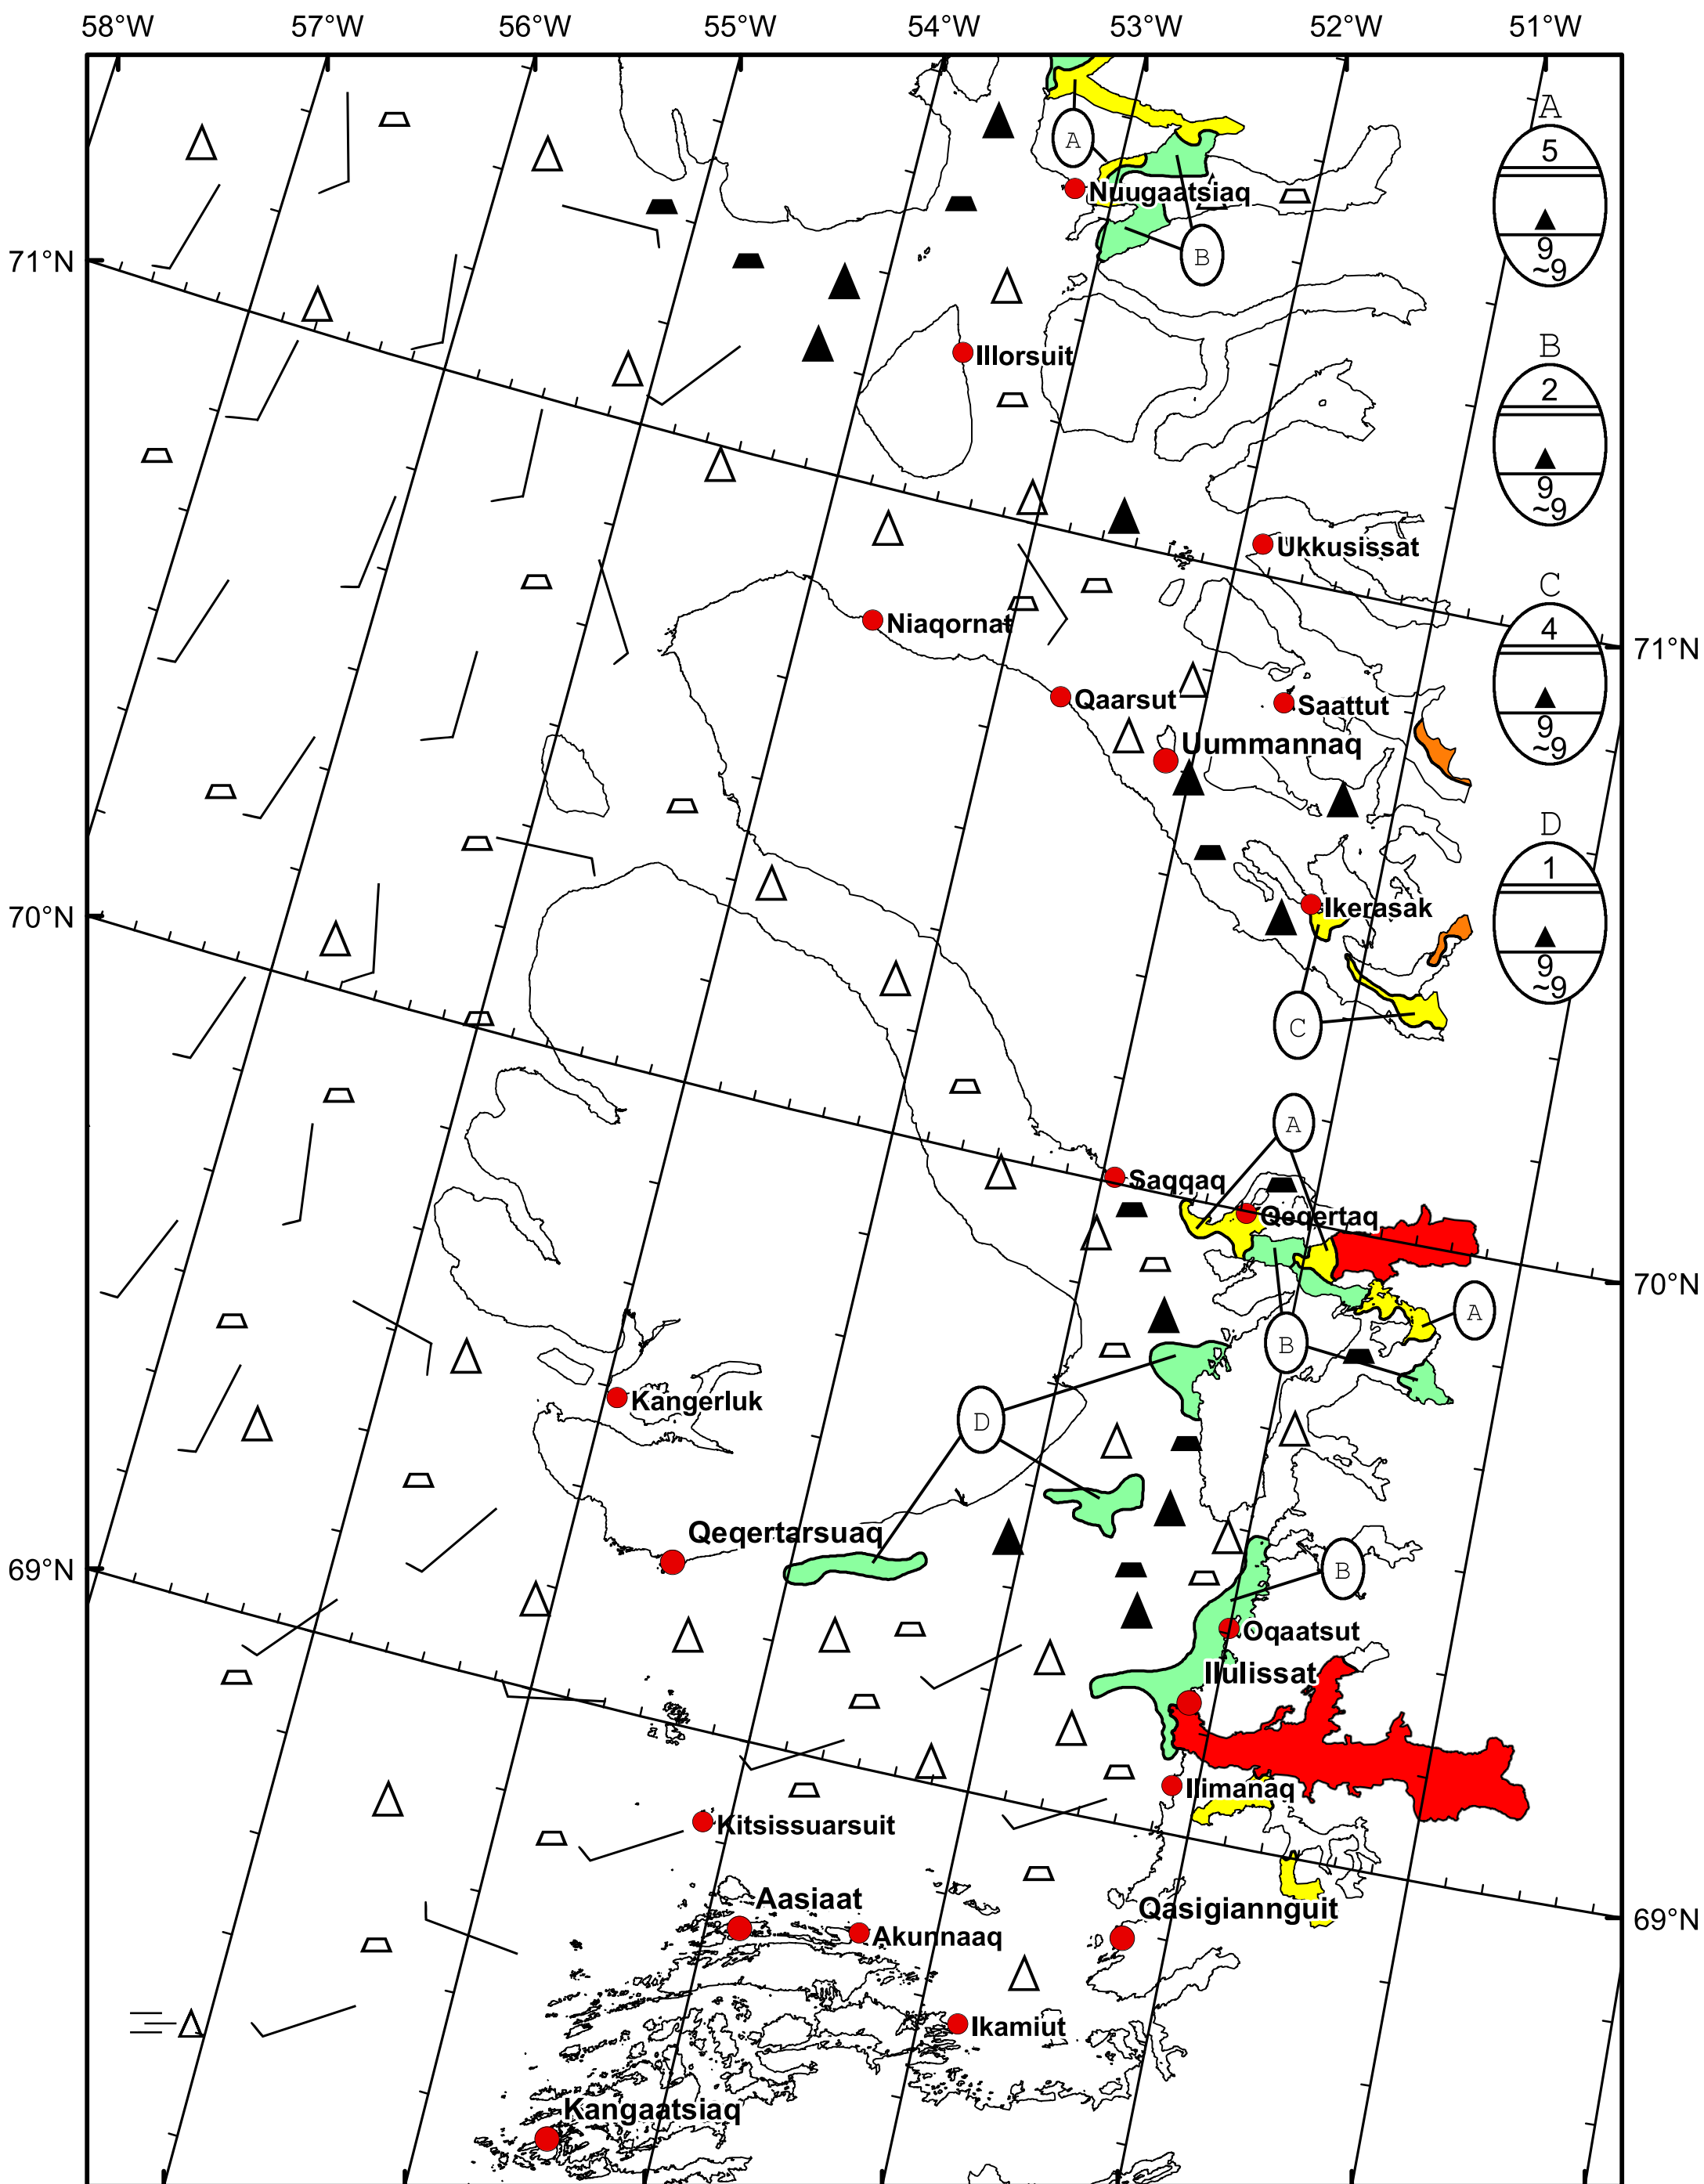 58°W 57°W 56°W 55°W 54°W 53°W 52°W 51°W
A
5
9
~9
A
Nuugaatsiaq
B
71°N
Illorsuit
B
2
9
~9
Ukkusissat
C
4
9
~9
Niaqornat
71°N
Qaarsut
Saattut
Uummannaq
D
1
9
~9
Ikerasak
70°N
C
A
Saqqaq
Qeqertaq
70°N
A
B
Kangerluk
D
Qeqertarsuaq
69°N
B
Oqaatsut
Ilulissat
Ilimanaq
Kitsissuarsuit
Aasiaat
Qasigiannguit
69°N
Akunnaaq
Ikamiut
Kangaatsiaq